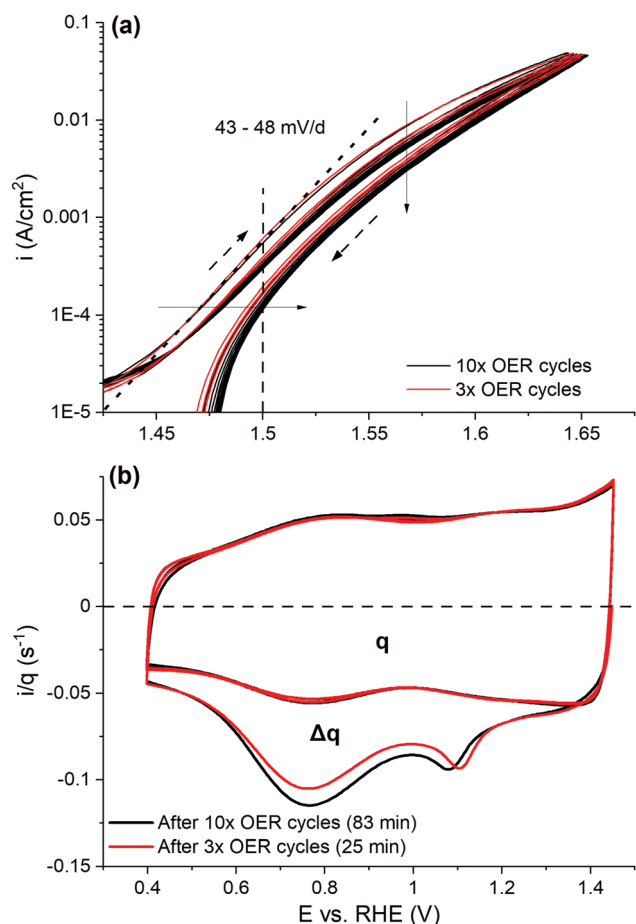 (a)
0.1
0.01
0.001
1E-4
1E-5
i (A/cm²)
43 - 48 mV/d
10x OER cycles
3x OER cycles
1.45 1.5 1.55 1.6 1.65
(b)
0.05
0
-0.05
-0.1
-0.15
i/q (s⁻¹)
q
Δq
After 10x OER cycles (83 min)
After 3x OER cycles (25 min)
0.4 0.6 0.8 1 1.2 1.4
E vs. RHE (V)